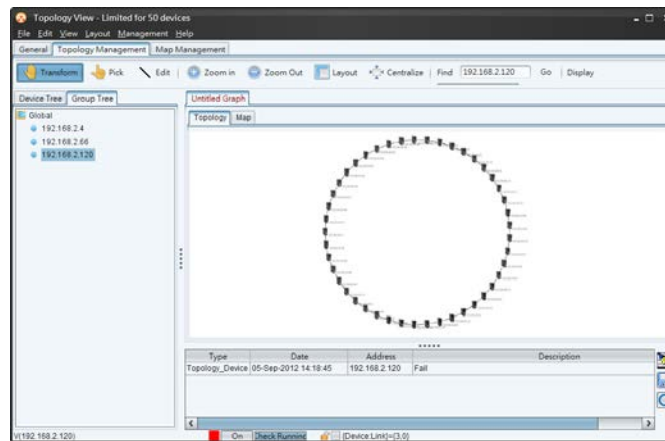 Topology View - Limited for 50 devices
File Edit View Layout Management Help
General Topology Management Map Management
Transform Pick Edit Zoom in Zoom Out Layout Centralize Find 192.168.2.120 Go Display
Device Tree Group Tree
Untitled Graph
Global
192.168.2.4
192.168.2.66
192.168.2.120
Topology Map
Type Date Address Description
Topology_Device 05-Sep-2012 14:18:45 192.168.2.120 Fail
V(192.168.2.120) On Check Running (Device:Link)=(3,0)